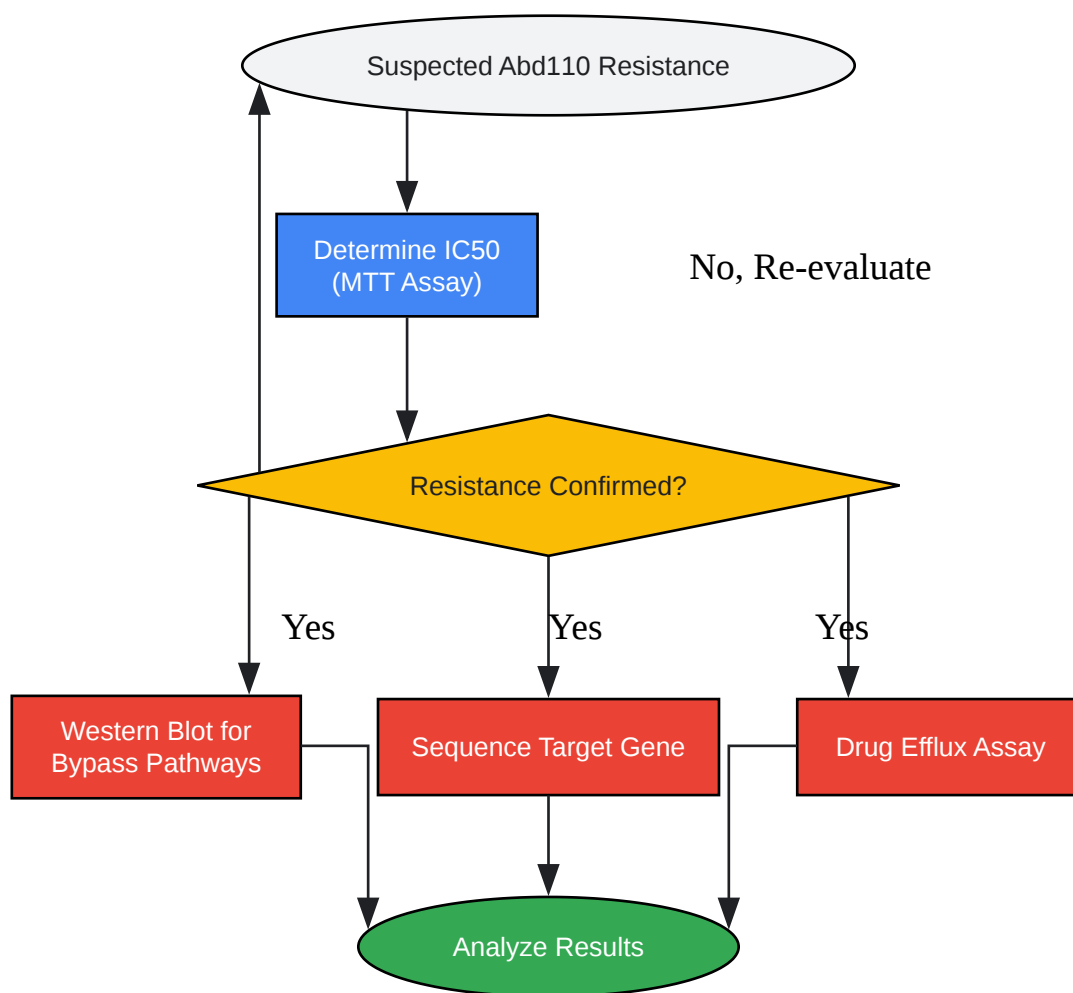 Suspected Abd110 Resistance
Determine IC50
(MTT Assay)
No, Re-evaluate
Resistance Confirmed?
Yes
Yes
Yes
Western Blot for
Bypass Pathways
Sequence Target Gene
Drug Efflux Assay
Analyze Results